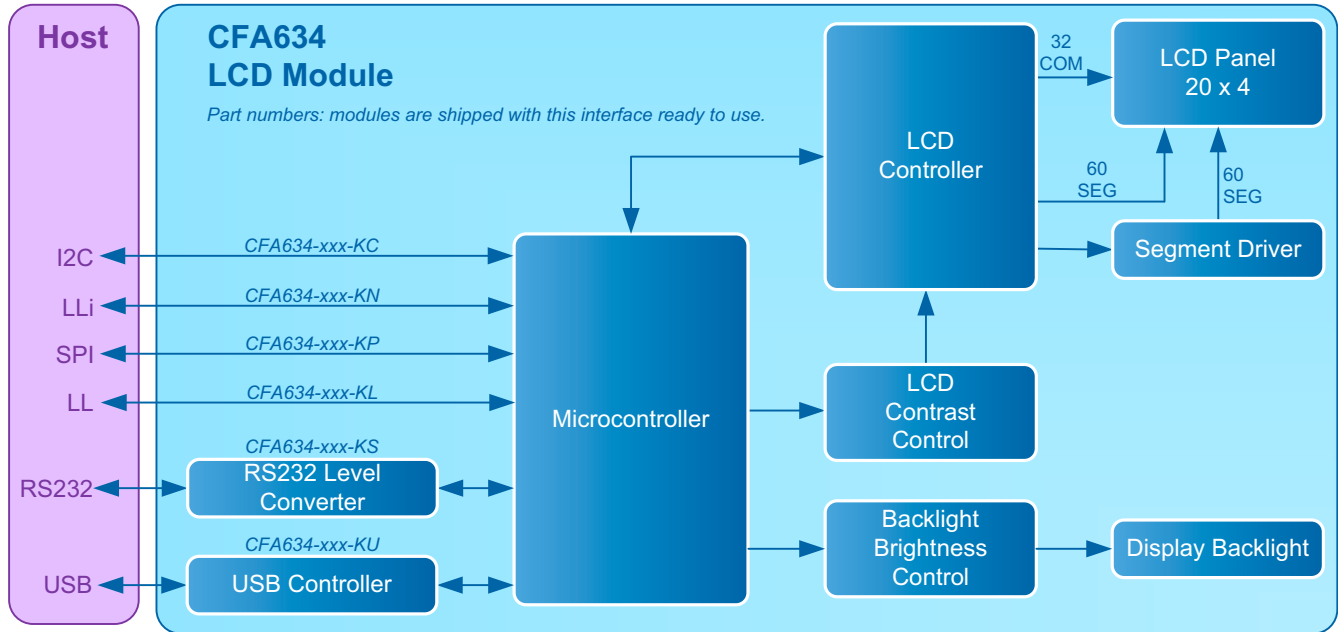 Host
CFA634
LCD Module
Part numbers: modules are shipped with this interface ready to use.
I2C
CFA634-xxx-KC
LLi
CFA634-xxx-KN
SPI
CFA634-xxx-KP
LL
CFA634-xxx-KL
RS232
CFA634-xxx-KS
RS232 Level
Converter
USB
CFA634-xxx-KU
USB Controller
Microcontroller
LCD
Controller
32
COM
LCD Panel
20 x 4
60
SEG
60
SEG
Segment Driver
LCD
Contrast
Control
Backlight
Brightness
Control
Display Backlight